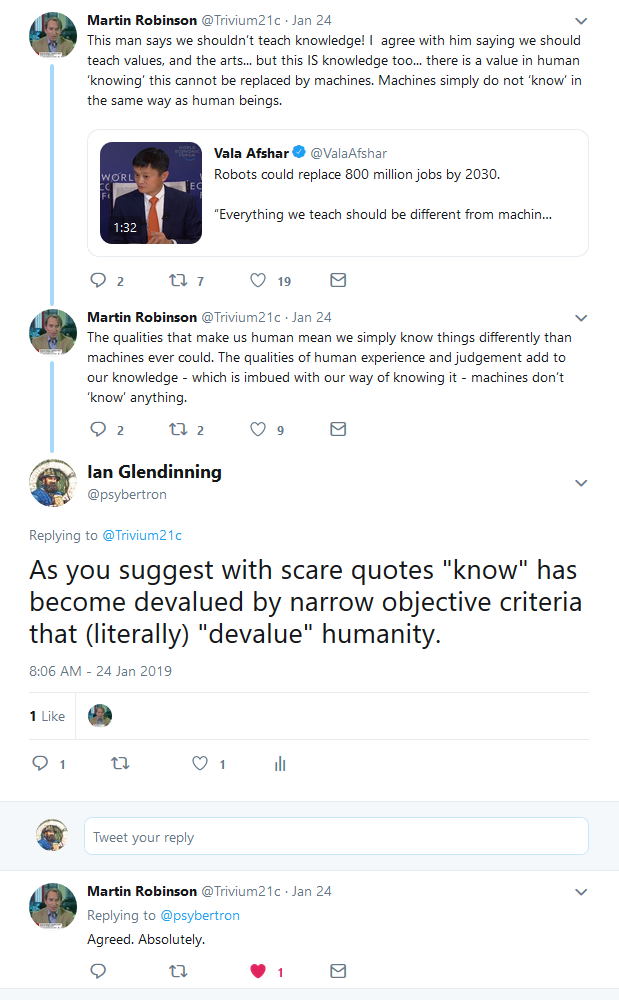 Martin Robinson @Trivium21c · Jan 24
This man says we shouldn't teach knowledge! I  agree with him saying we should
teach values, and the arts... but this IS knowledge too... there is a value in human
'knowing' this cannot be replaced by machines. Machines simply do not 'know' in
the same way as human beings.
Vala Afshar @ValaAfshar
Robots could replace 800 million jobs by 2030.
"Everything we teach should be different from machin...
1:32
2 7 19
Martin Robinson @Trivium21c · Jan 24
The qualities that make us human mean we simply know things differently than
machines ever could. The qualities of human experience and judgement add to
our knowledge - which is imbued with our way of knowing it - machines don't
'know' anything.
2 2 9
Ian Glendinning
@psybertron
Replying to @Trivium21c
As you suggest with scare quotes "know" has
become devalued by narrow objective criteria
that (literally) "devalue" humanity.
8:06 AM - 24 Jan 2019
1 Like
1 1
Tweet your reply
Martin Robinson @Trivium21c · Jan 24
Replying to @psybertron
Agreed. Absolutely.
1